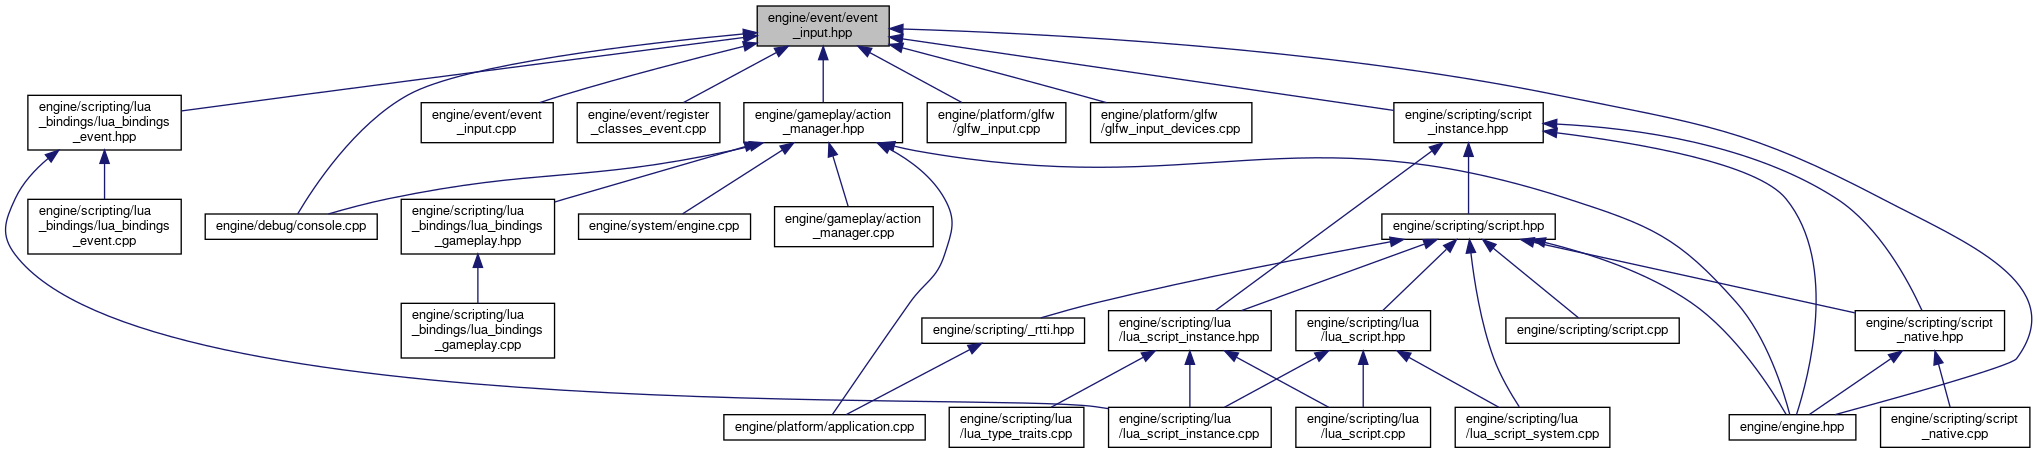 engine/event/event
_input.hpp
engine/scripting/lua
_bindings/lua_bindings
_event.hpp
engine/event/event
_input.cpp
engine/event/register
_classes_event.cpp
engine/gameplay/action
_manager.hpp
engine/platform/glfw
/glfw_input.cpp
engine/platform/glfw
/glfw_input_devices.cpp
engine/scripting/script
_instance.hpp
engine/scripting/lua
_bindings/lua_bindings
_event.cpp
engine/debug/console.cpp
engine/scripting/lua
_bindings/lua_bindings
_gameplay.hpp
engine/system/engine.cpp
engine/gameplay/action
_manager.cpp
engine/scripting/script.hpp
engine/scripting/lua
_bindings/lua_bindings
_gameplay.cpp
engine/scripting/_rtti.hpp
engine/scripting/lua
/lua_script_instance.hpp
engine/scripting/lua
/lua_script.hpp
engine/scripting/script.cpp
engine/scripting/script
_native.hpp
engine/platform/application.cpp
engine/scripting/lua
/lua_type_traits.cpp
engine/scripting/lua
/lua_script_instance.cpp
engine/scripting/lua
/lua_script.cpp
engine/scripting/lua
/lua_script_system.cpp
engine/engine.hpp
engine/scripting/script
_native.cpp